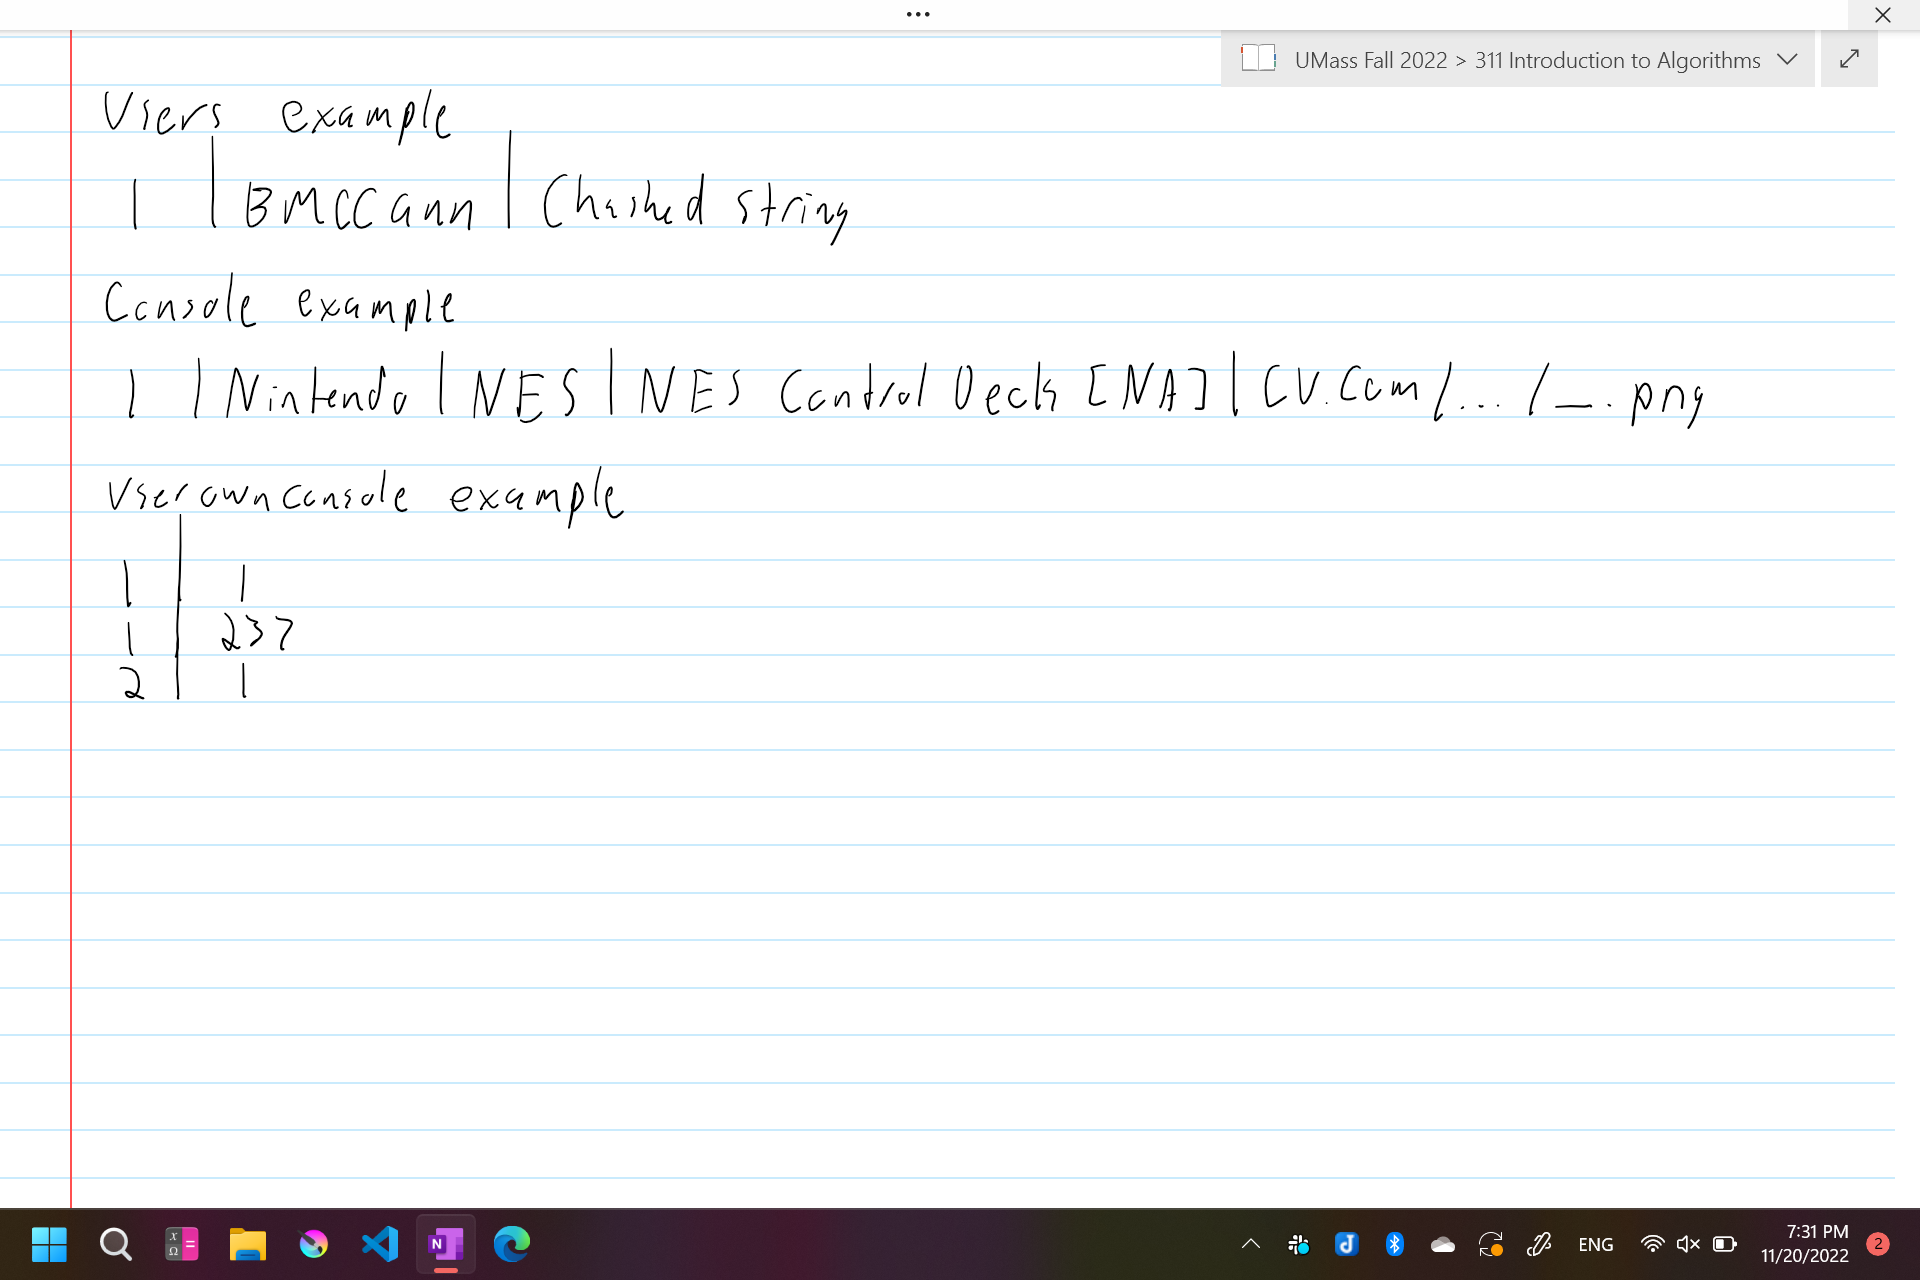 ...
UMass Fall 2022 > 311 Introduction to Algorithms
Users example
1 | BMCCann | Chashed string
Console example
1 | Nintendo | NES | NES Control Deck [NA] | CV.Com/.../_.png
Userownconsole example
1 | 1
1 | 237
2 | 1
ENG
7:31 PM
11/20/2022
2